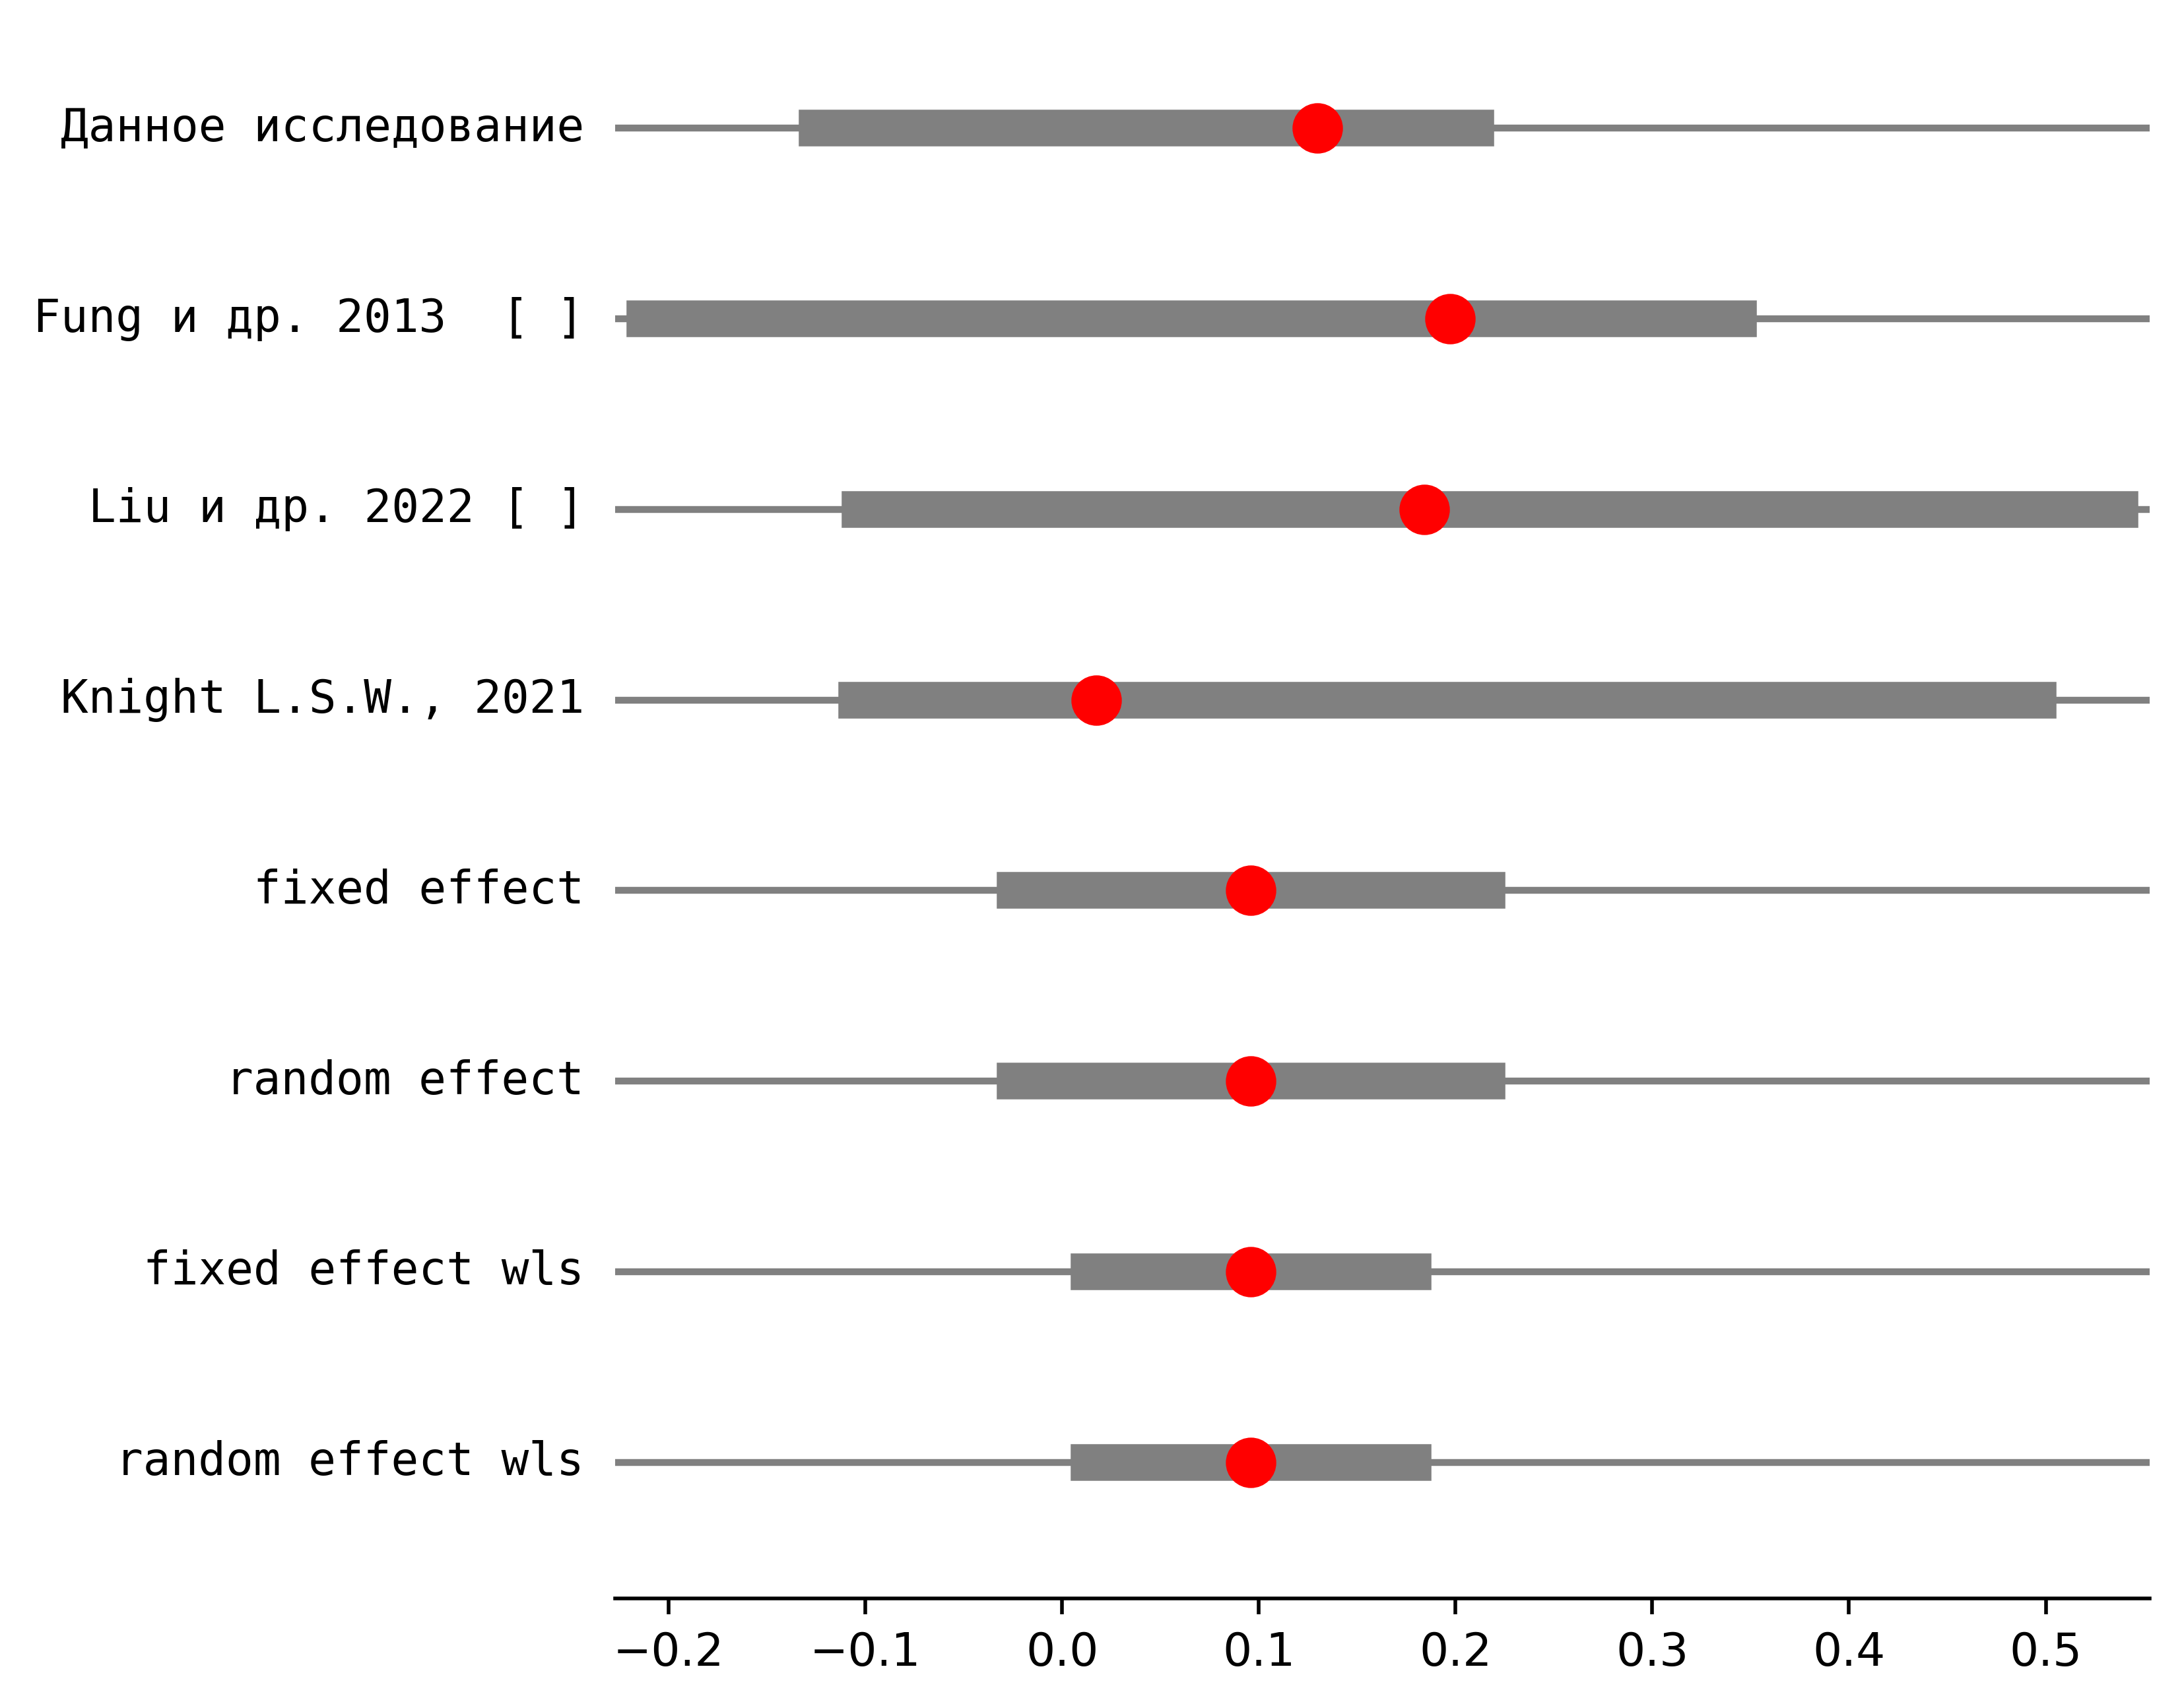 Данное исследование
Fung и др. 2013  [ ]
Liu и др. 2022 [ ]
Knight L.S.W., 2021
fixed effect
random effect
fixed effect wls
random effect wls
−0.2 −0.1 0.0 0.1 0.2 0.3 0.4 0.5